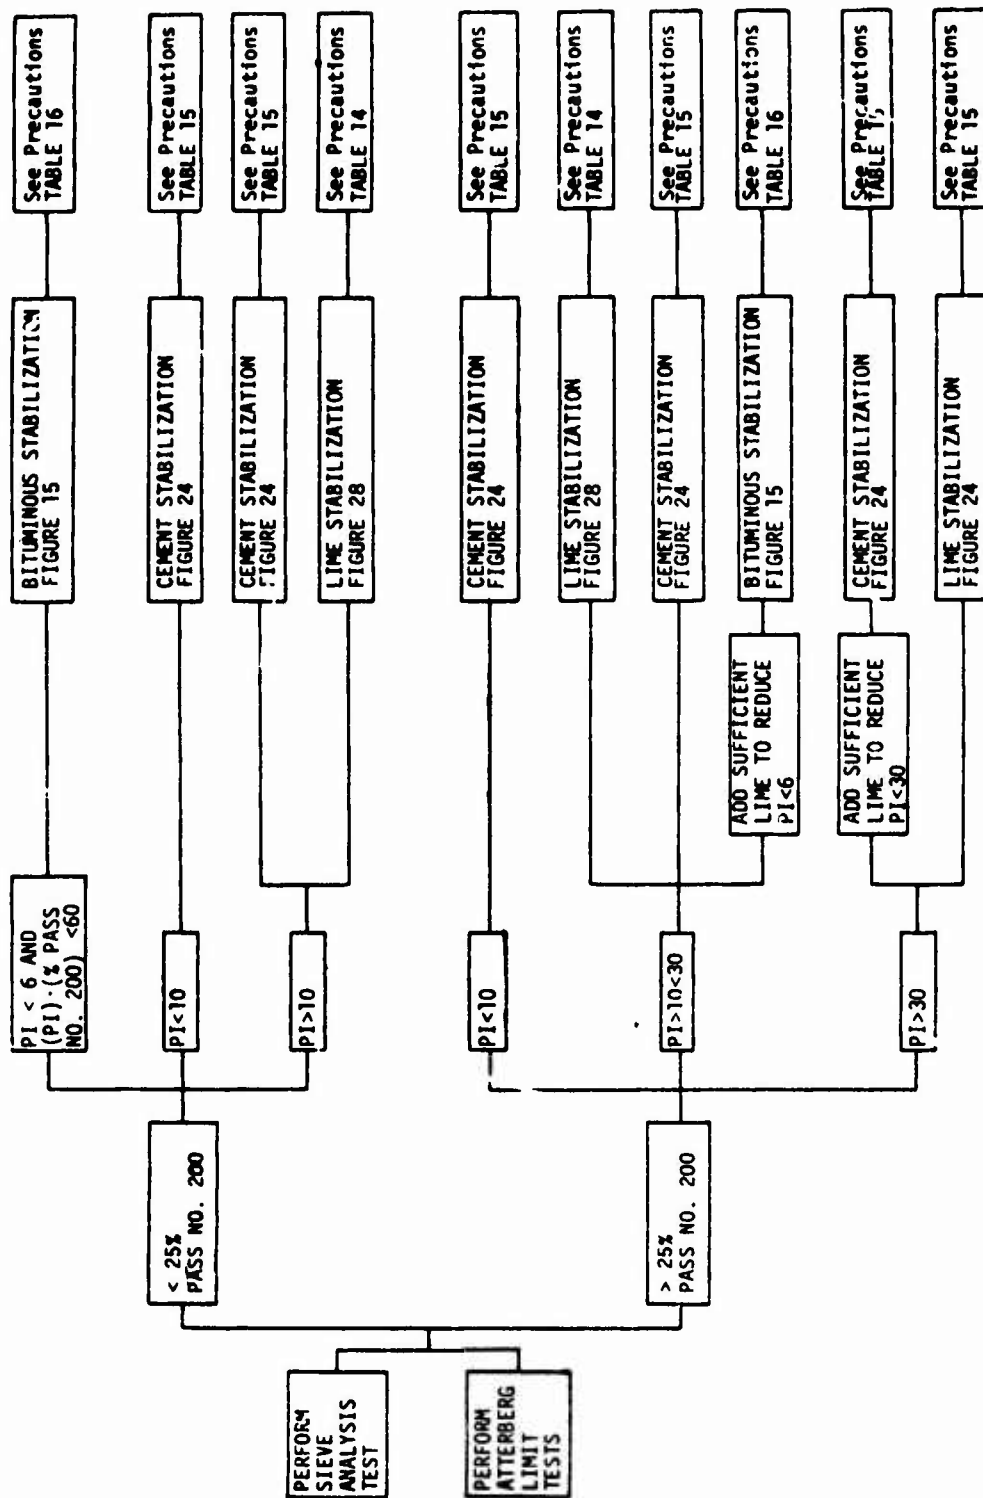 PERFORM
SIEVE
ANALYSIS
TEST
PERFORM
ATTERBERG
LIMIT
TESTS
< 25%
PASS NO. 200
> 25%
PASS NO. 200
PI < 6 AND
(PI)·(% PASS
NO. 200) <60
PI<10
PI>10
PI<10
PI>10<30
PI>30
ADD SUFFICIENT
LIME TO REDUCE
PI<6
ADD SUFFICIENT
LIME TO REDUCE
PI<30
BITUMINOUS STABILIZATION
FIGURE 15
CEMENT STABILIZATION
FIGURE 24
CEMENT STABILIZATION
FIGURE 24
LIME STABILIZATION
FIGURE 28
CEMENT STABILIZATION
FIGURE 24
LIME STABILIZATION
FIGURE 28
CEMENT STABILIZATION
FIGURE 24
BITUMINOUS STABILIZATION
FIGURE 15
CEMENT STABILIZATION
FIGURE 24
LIME STABILIZATION
FIGURE 24
See Precautions
TABLE 16
See Precautions
TABLE 15
See Precautions
TABLE 15
See Precautions
TABLE 14
See Precautions
TABLE 15
See Precautions
TABLE 14
See Precautions
TABLE 15
See Precautions
TABLE 16
See Precautions
TABLE
See Precautions
TABLE 15